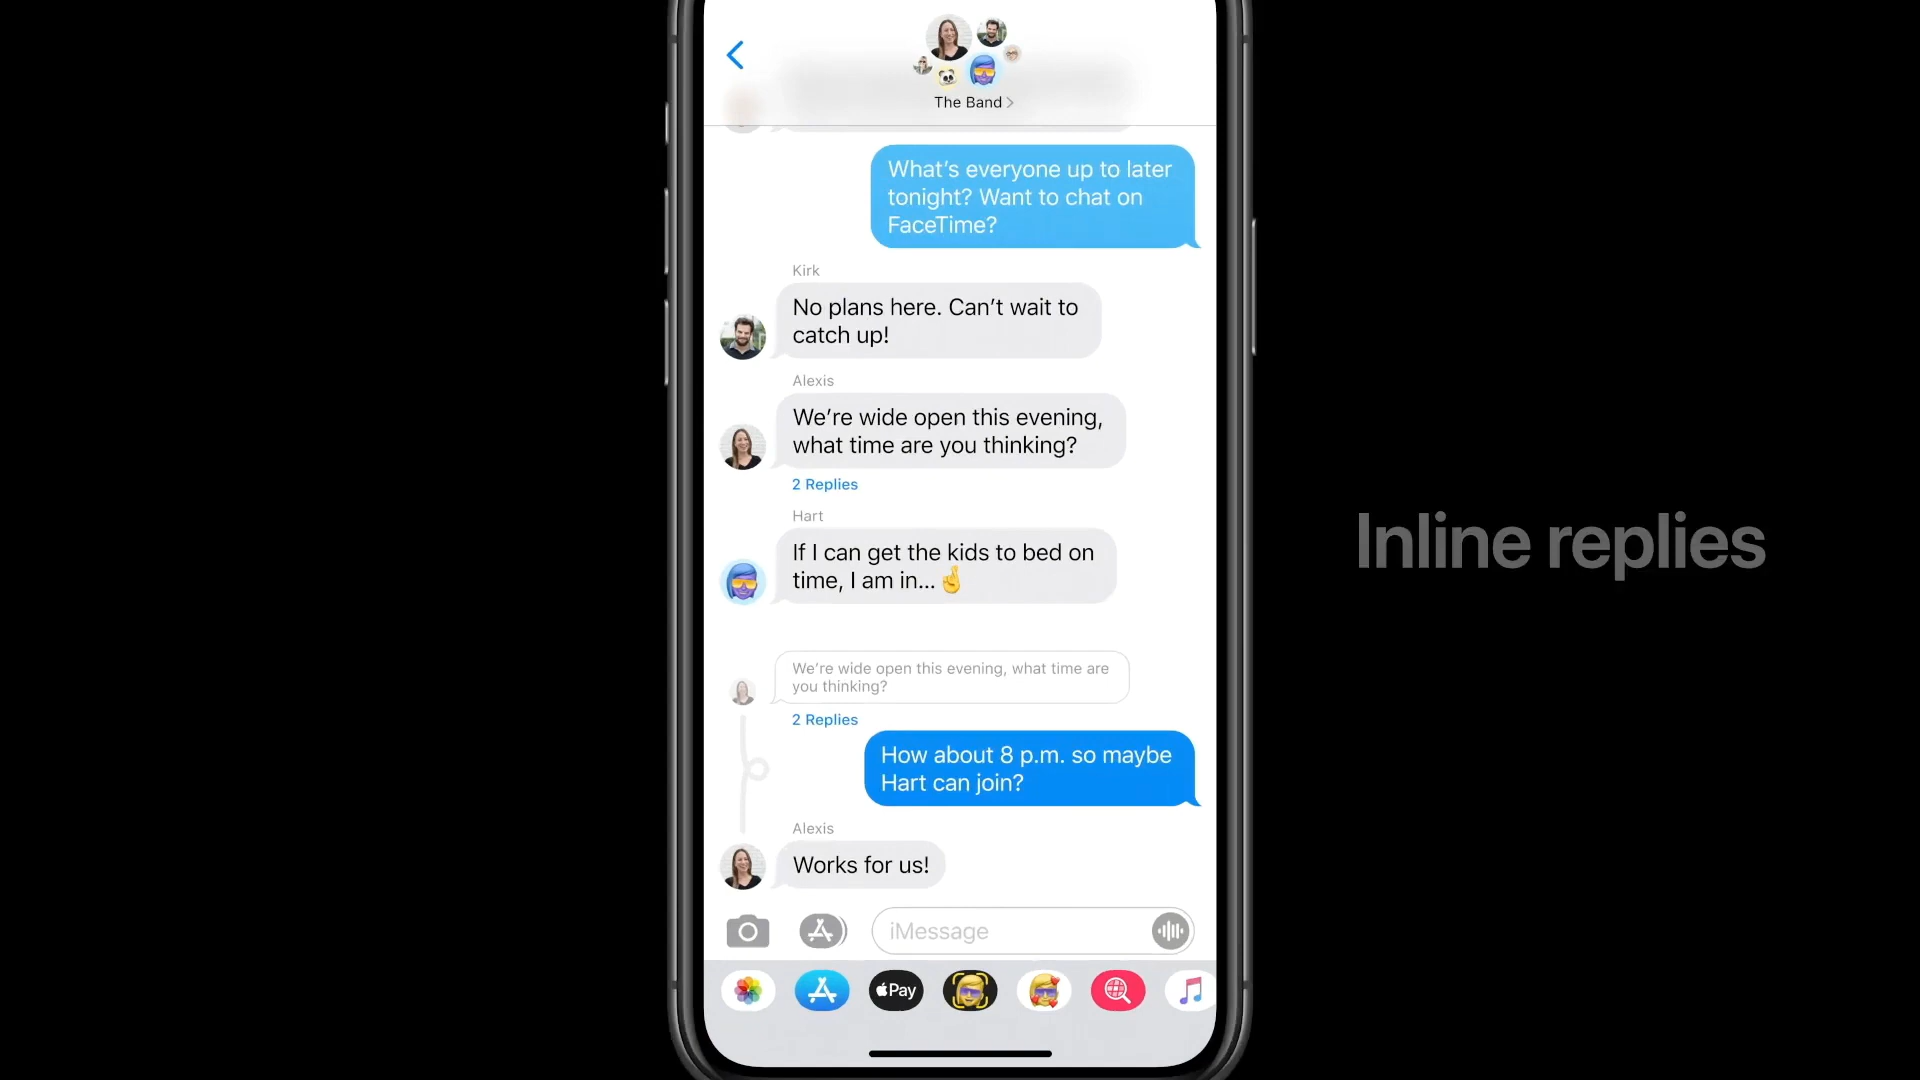 The Band
What's everyone up to later
tonight? Want to chat on
FaceTime?
Kirk
No plans here. Can't wait to
catch up!
Alexis
We're wide open this evening,
what time are you thinking?
2 Replies
Hart
If I can get the kids to bed on
time, I am in...🤞
We're wide open this evening, what time are
you thinking?
2 Replies
How about 8 p.m. so maybe
Hart can join?
Alexis
Works for us!
iMessage
Pay
Inline replies